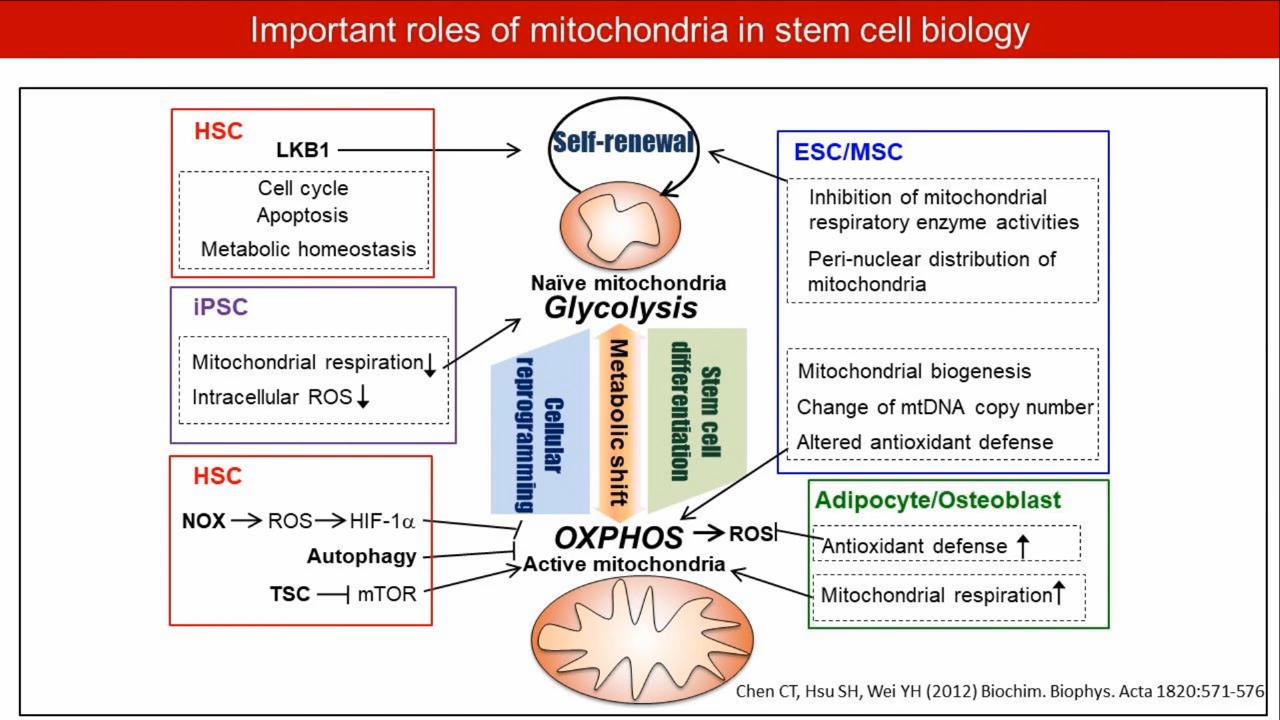 Important roles of mitochondria in stem cell biology
HSC
LKB1
Cell cycle
Apoptosis
Metabolic homeostasis
iPSC
Mitochondrial respiration↓
Intracellular ROS↓
HSC
NOX → ROS → HIF-1α
Autophagy
TSC ⊣ mTOR
Self-renewal
Naïve mitochondria
Glycolysis
Cellular
reprogramming
Metabolic shift
Stem cell
differentiation
OXPHOS → ROS
Active mitochondria
ESC/MSC
Inhibition of mitochondrial
respiratory enzyme activities
Peri-nuclear distribution of
mitochondria
Mitochondrial biogenesis
Change of mtDNA copy number
Altered antioxidant defense
Adipocyte/Osteoblast
Antioxidant defense ↑
Mitochondrial respiration↑
Chen CT, Hsu SH, Wei YH (2012) Biochim. Biophys. Acta 1820:571-576